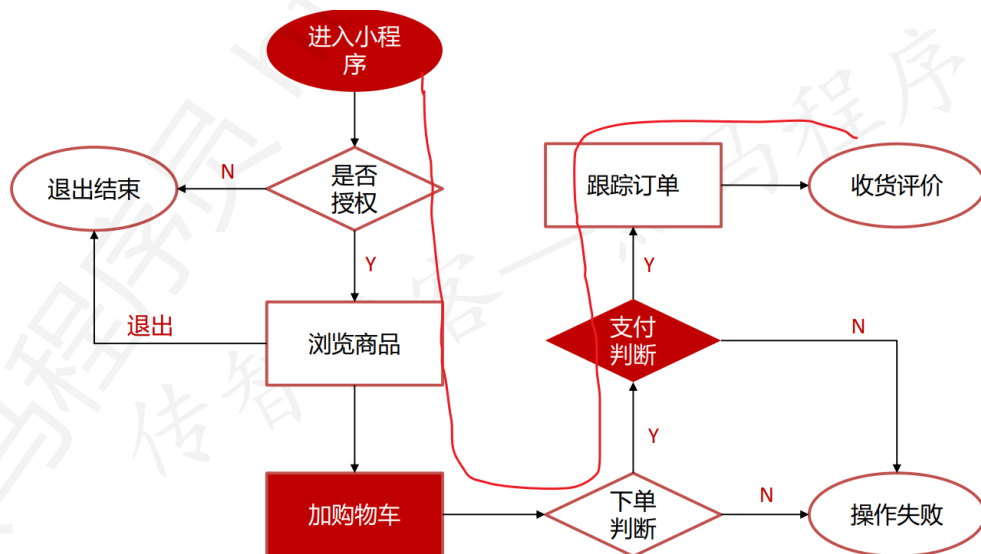 进入小程
序
N
是否
授权
退出结束
Y
退出
浏览商品
加购物车
跟踪订单
收货评价
Y
支付
判断
N
Y
下单
判断
N
操作失败